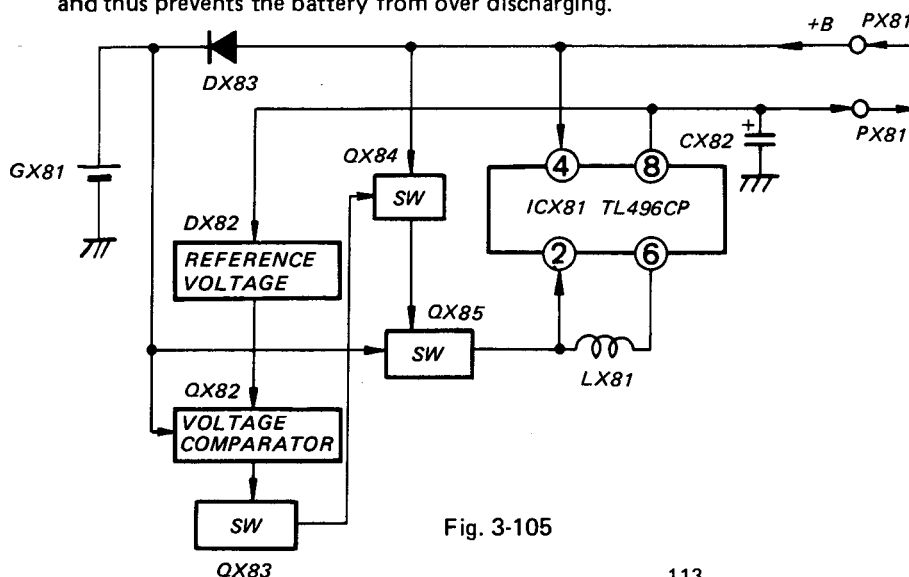 and thus prevents the battery from over discharging.
+B PX81
DX83
PX81
CX82
+
QX84
GX81
4 8
SW
ICX81 TL496CP
DX82
2 6
REFERENCE
VOLTAGE
QX85
SW
LX81
QX82
VOLTAGE
COMPARATOR
SW
Fig. 3-105
QX83
113